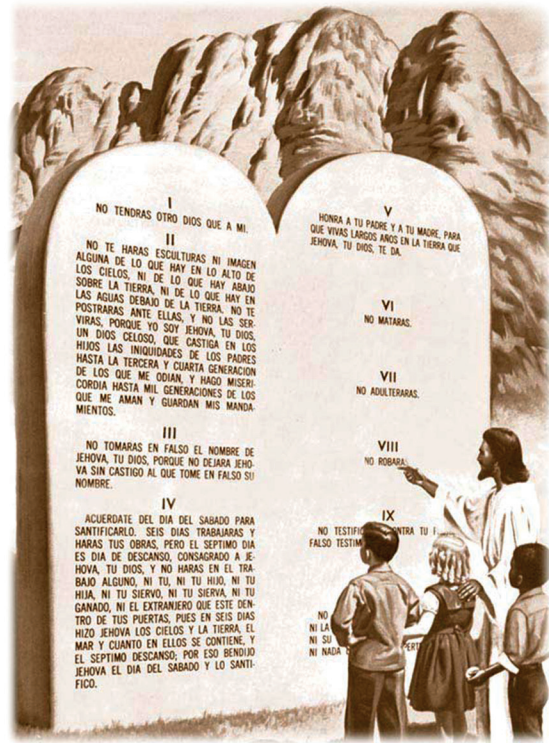 I
NO TENDRAS OTRO DIOS QUE A MI.
II
NO TE HARAS ESCULTURAS NI IMAGEN
ALGUNA DE LO QUE HAY EN LO ALTO DE
LOS CIELOS, NI DE LO QUE HAY ABAJO
SOBRE LA TIERRA, NI DE LO QUE HAY EN
LAS AGUAS DEBAJO DE LA TIERRA. NO TE
POSTRARAS ANTE ELLAS, Y NO LAS SER-
VIRAS, PORQUE YO SOY JEHOVA, TU DIOS,
UN DIOS CELOSO, QUE CASTIGA EN LOS
HIJOS LAS INIQUIDADES DE LOS PADRES
HASTA LA TERCERA Y CUARTA GENERACION
DE LOS QUE ME ODIAN, Y HAGO MISERI-
CORDIA HASTA MIL GENERACIONES DE LOS
QUE ME AMAN Y GUARDAN MIS MANDA-
MIENTOS.
III
NO TOMARAS EN FALSO EL NOMBRE DE
JEHOVA, TU DIOS, PORQUE NO DEJARA JEHO-
VA SIN CASTIGO AL QUE TOME EN FALSO SU
NOMBRE.
IV
ACUERDATE DEL DIA DEL SABADO PARA
SANTIFICARLO. SEIS DIAS TRABAJARAS Y
HARAS TUS OBRAS, PERO EL SEPTIMO DIA
ES DIA DE DESCANSO, CONSAGRADO A JE-
HOVA, TU DIOS, Y NO HARAS EN EL TRA-
BAJO ALGUNO, NI TU, NI TU HIJO, NI TU
HIJA, NI TU SIERVO, NI TU SIERVA, NI TU
GANADO, NI EL EXTRANJERO QUE ESTE DEN-
TRO DE TUS PUERTAS, PUES EN SEIS DIAS
HIZO JEHOVA LOS CIELOS Y LA TIERRA, EL
MAR Y CUANTO EN ELLOS SE CONTIENE, Y
EL SEPTIMO DESCANSO; POR ESO BENDIJO
JEHOVA EL DIA DEL SABADO Y LO SANTI-
FICO.
V
HONRA A TU PADRE Y A TU MADRE, PARA
QUE VIVAS LARGOS AÑOS EN LA TIERRA QUE
JEHOVA, TU DIOS, TE DA.
VI
NO MATARAS.
VII
NO ADULTERARAS.
VIII
NO ROBARA
IX
NO TESTIFI ONTRA TU
FALSO TESTIM
NO
NI LA
NI SU
NI NADA